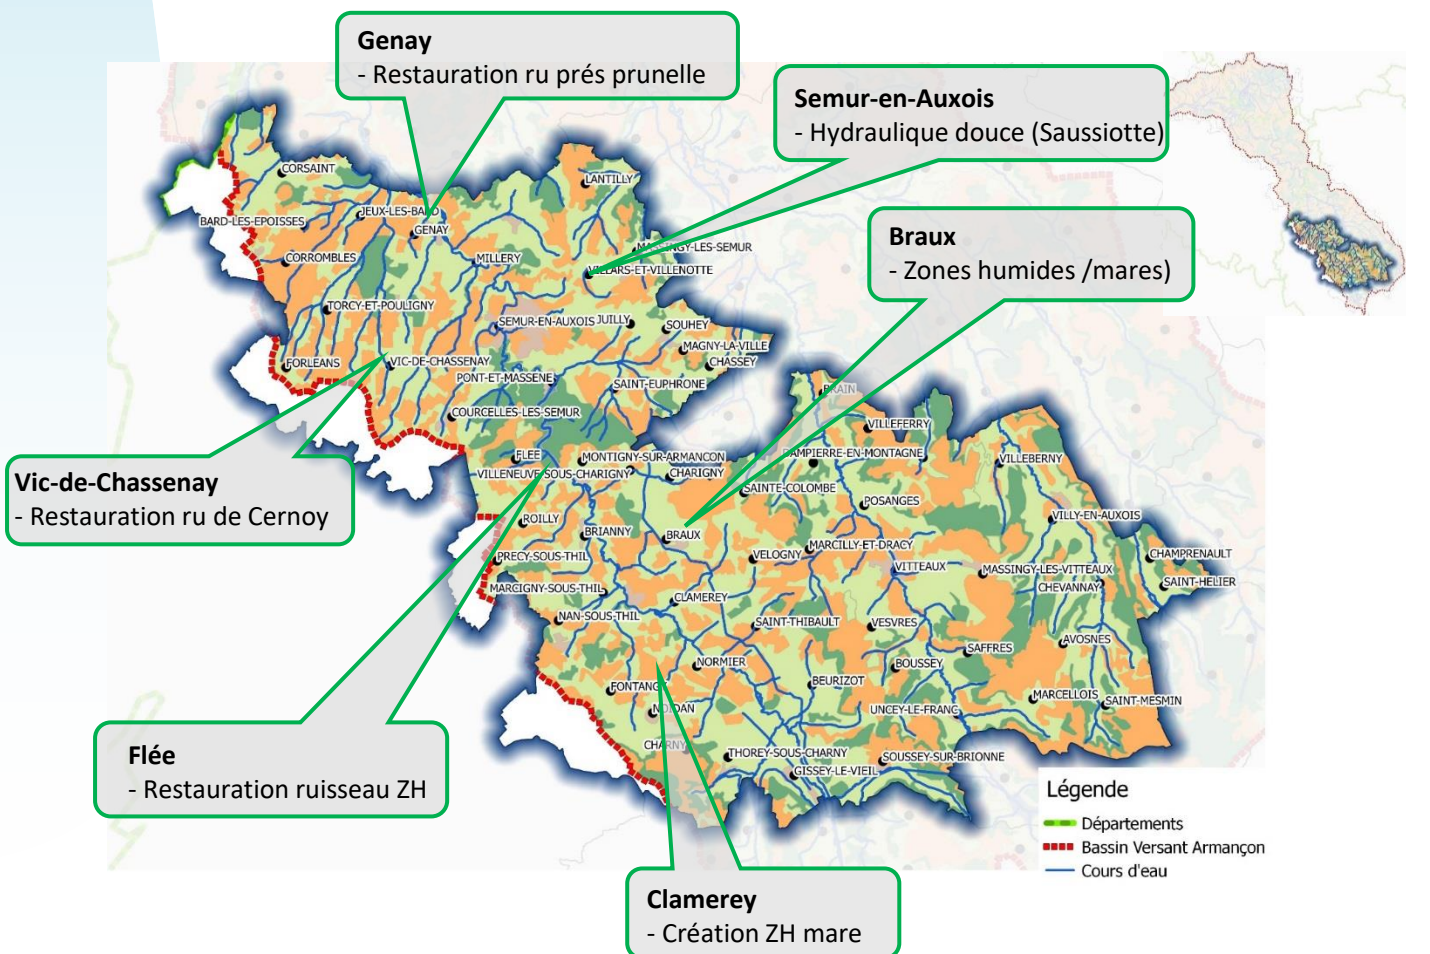 Genay
- Restauration ru prés prunelle
Semur-en-Auxois
- Hydraulique douce (Saussiotte)
Braux
- Zones humides /mares)
Vic-de-Chassenay
- Restauration ru de Cernoy
Flée
- Restauration ruisseau ZH
Clamerey
- Création ZH mare
CORSAINT
LANTILLY
JEUX-LES-BARD
BARD-LES-EPOISSES
GENAY
MASSINGY-LES-SEMUR
CORROMBLES
MILLERY
VILLARS-ET-VILLENOTTE
TORCY-ET-POULIGNY
SEMUR-EN-AUXOIS
JUILLY
SOUHEY
MAGNY-LA-VILLE
FORLEANS
VIC-DE-CHASSENAY
CHASSEY
PONT-ET-MASSENE
SAINT-EUPHRONE
BRAIN
COURCELLES-LES-SEMUR
VILLEFERRY
FLEE
MONTIGNY-SUR-ARMANCON
DAMPIERRE-EN-MONTAGNE
VILLEBERNY
VILLENEUVE-SOUS-CHARIGNY
CHARIGNY
SAINTE-COLOMBE
POSANGES
ROILLY
BRIANNY
BRAUX
VILLY-EN-AUXOIS
PRECY-SOUS-THIL
VELOGNY
MARCILLY-ET-DRACY
CHAMPRENAULT
VITTEAUX
MASSINGY-LES-VITTEAUX
MARCIGNY-SOUS-THIL
CHEVANNAY
SAINT-HELIER
CLAMEREY
NAN-SOUS-THIL
SAINT-THIBAULT
VESVRES
AVOSNES
SAFFRES
NORMIER
BOUSSEY
FONTANGY
BEURIZOT
MARCELLOIS
SAINT-MESMIN
NOIDAN
UNCEY-LE-FRANC
CHARNY
THOREY-SOUS-CHARNY
SOUSSEY-SUR-BRIONNE
GISSEY-LE-VIEIL
Légende
Départements
Bassin Versant Armançon
Cours d'eau